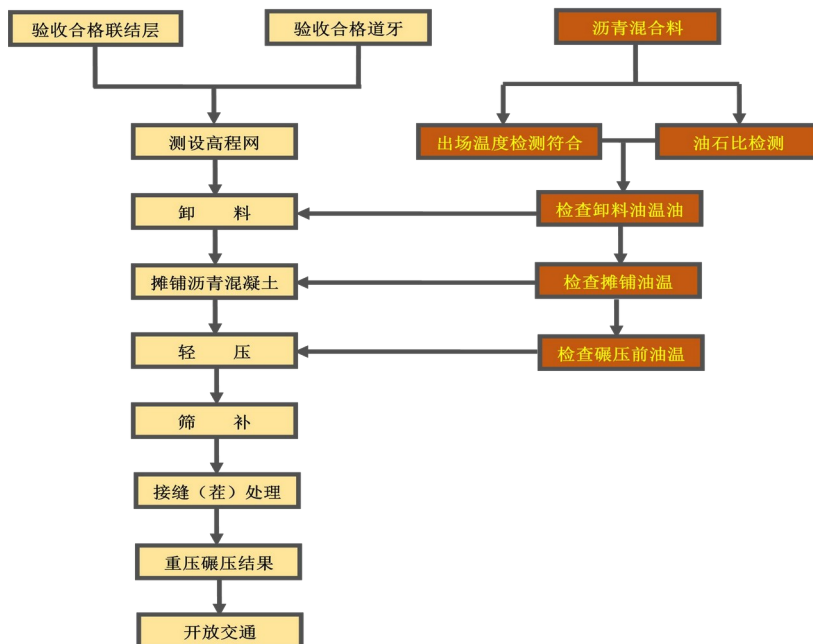 验收合格联结层
验收合格道牙
沥青混合料
测设高程网
出场温度检测符合
油石比检测
卸 料
检查卸料油温油
摊铺沥青混凝土
检查摊铺油温
轻 压
检查碾压前油温
筛 补
接缝（茬）处理
重压碾压结果
开放交通